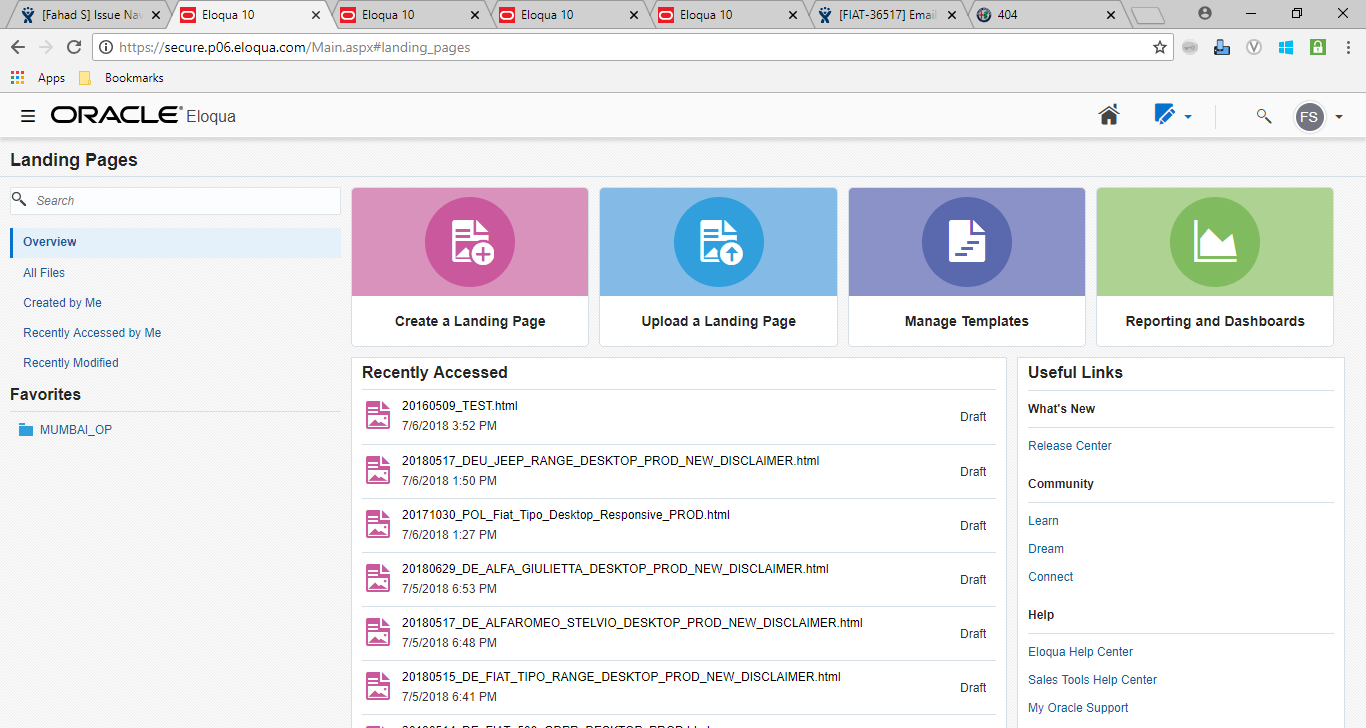 [Fahad S] Issue Nav
Eloqua 10
Eloqua 10
Eloqua 10
Eloqua 10
[FIAT-36517] Email
404
https://secure.p06.eloqua.com/Main.aspx#landing_pages
Apps
Bookmarks
ORACLE Eloqua
FS
Landing Pages
Search
Overview
All Files
Created by Me
Recently Accessed by Me
Recently Modified
Favorites
MUMBAI_OP
Create a Landing Page
Upload a Landing Page
Manage Templates
Reporting and Dashboards
Recently Accessed
20160509_TEST.html
7/6/2018 3:52 PM
Draft
20180517_DEU_JEEP_RANGE_DESKTOP_PROD_NEW_DISCLAIMER.html
7/6/2018 1:50 PM
Draft
20171030_POL_Fiat_Tipo_Desktop_Responsive_PROD.html
7/6/2018 1:27 PM
Draft
20180629_DE_ALFA_GIULIETTA_DESKTOP_PROD_NEW_DISCLAIMER.html
7/5/2018 6:53 PM
Draft
20180517_DE_ALFAROMEO_STELVIO_DESKTOP_PROD_NEW_DISCLAIMER.html
7/5/2018 6:48 PM
Draft
20180515_DE_FIAT_TIPO_RANGE_DESKTOP_PROD_NEW_DISCLAIMER.html
7/5/2018 6:41 PM
Draft
Useful Links
What's New
Release Center
Community
Learn
Dream
Connect
Help
Eloqua Help Center
Sales Tools Help Center
My Oracle Support